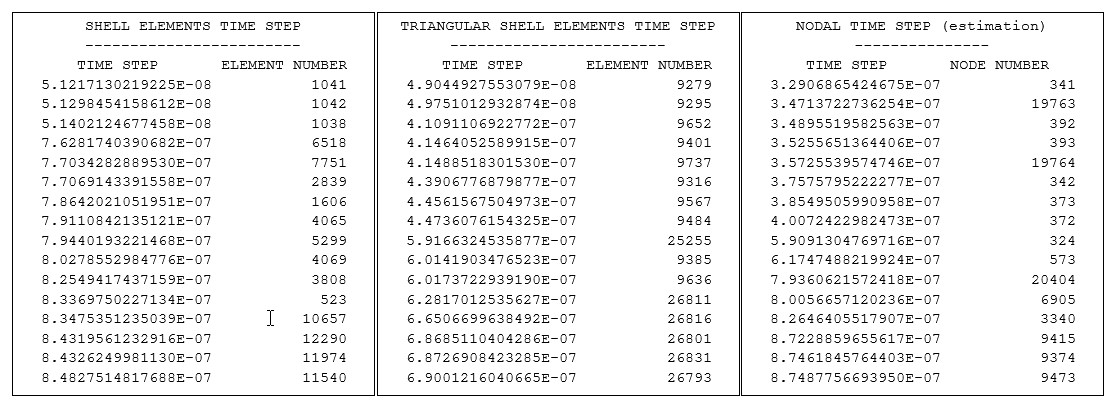 SHELL ELEMENTS TIME STEP
------------------------
TIME STEP ELEMENT NUMBER
5.1217130219225E-08 1041
5.1298454158612E-08 1042
5.1402124677458E-08 1038
7.6281740390682E-07 6518
7.7034282889530E-07 7751
7.7069143391558E-07 2839
7.8642021051951E-07 1606
7.9110842135121E-07 4065
7.9440193221468E-07 5299
8.0278552984776E-07 4069
8.2549417437159E-07 3808
8.3369750227134E-07 523
8.3475351235039E-07 10657
8.4319561232916E-07 12290
8.4326249981130E-07 11974
8.4827514817688E-07 11540
TRIANGULAR SHELL ELEMENTS TIME STEP
------------------------
TIME STEP ELEMENT NUMBER
4.9044927553079E-08 9279
4.9751012932874E-08 9295
4.1091106922772E-07 9652
4.1464052589915E-07 9401
4.1488518301530E-07 9737
4.3906776879877E-07 9316
4.4561567504973E-07 9567
4.4736076154325E-07 9484
5.9166324535877E-07 25255
6.0141903476523E-07 9385
6.0173722939190E-07 9636
6.2817012535627E-07 26811
6.6506699638492E-07 26816
6.8685110404286E-07 26801
6.8726908423285E-07 26831
6.9001216040665E-07 26793
NODAL TIME STEP (estimation)
---------------
TIME STEP NODE NUMBER
3.2906865424675E-07 341
3.4713722736254E-07 19763
3.4895519582563E-07 392
3.5255651364406E-07 393
3.5725539574746E-07 19764
3.7575795222277E-07 342
3.8549505990958E-07 373
4.0072422982473E-07 372
5.9091304769716E-07 324
6.1747488219924E-07 573
7.9360621572418E-07 20404
8.0056657120236E-07 6905
8.2646405517907E-07 3340
8.7228859655617E-07 9415
8.7461845764403E-07 9374
8.7487756693950E-07 9473